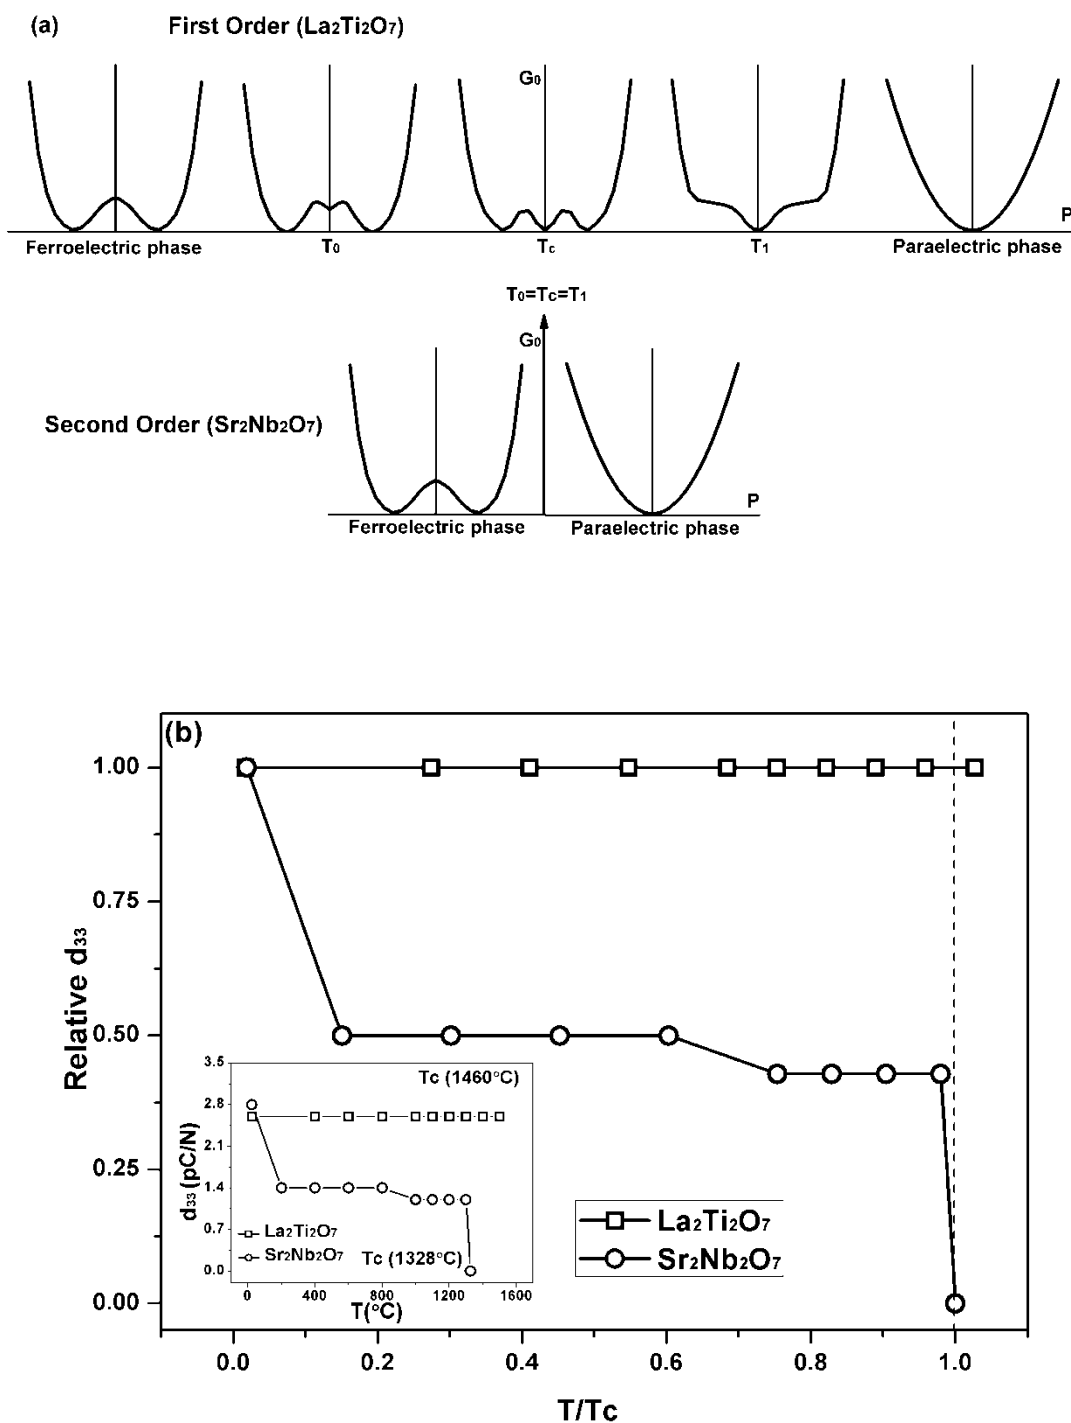 (a)
First Order (La2Ti2O7)
G0
P
Ferroelectric phase
T0
Tc
T1
Paraelectric phase
T0=Tc=T1
G0
Second Order (Sr2Nb2O7)
P
Ferroelectric phase
Paraelectric phase
(b)
1.00
0.75
0.50
0.25
0.00
Relative d33
3.5
2.8
2.1
1.4
0.7
0.0
d33 (pC/N)
Tc (1460°C)
La2Ti2O7
Sr2Nb2O7
Tc (1328°C)
0 400 800 1200 1600
T(°C)
La2Ti2O7
Sr2Nb2O7
0.0 0.2 0.4 0.6 0.8 1.0
T/Tc